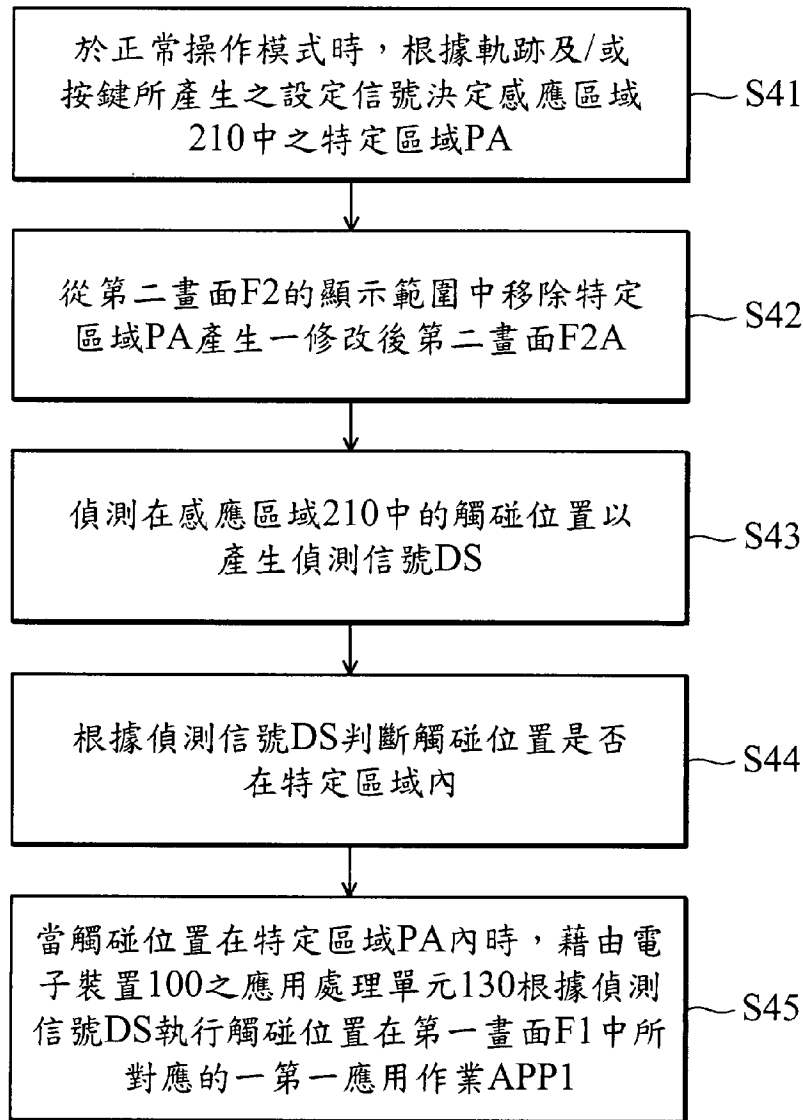 於正常操作模式時，根據軌跡及/或
按鍵所產生之設定信號決定感應區域
210中之特定區域PA
S41
從第二畫面F2的顯示範圍中移除特定
區域PA產生一修改後第二畫面F2A
S42
偵測在感應區域210中的觸碰位置以
產生偵測信號DS
S43
根據偵測信號DS判斷觸碰位置是否
在特定區域內
S44
當觸碰位置在特定區域PA內時，藉由電
子裝置100之應用處理單元130根據偵測
信號DS執行觸碰位置在第一畫面F1中所
對應的一第一應用作業APP1
S45